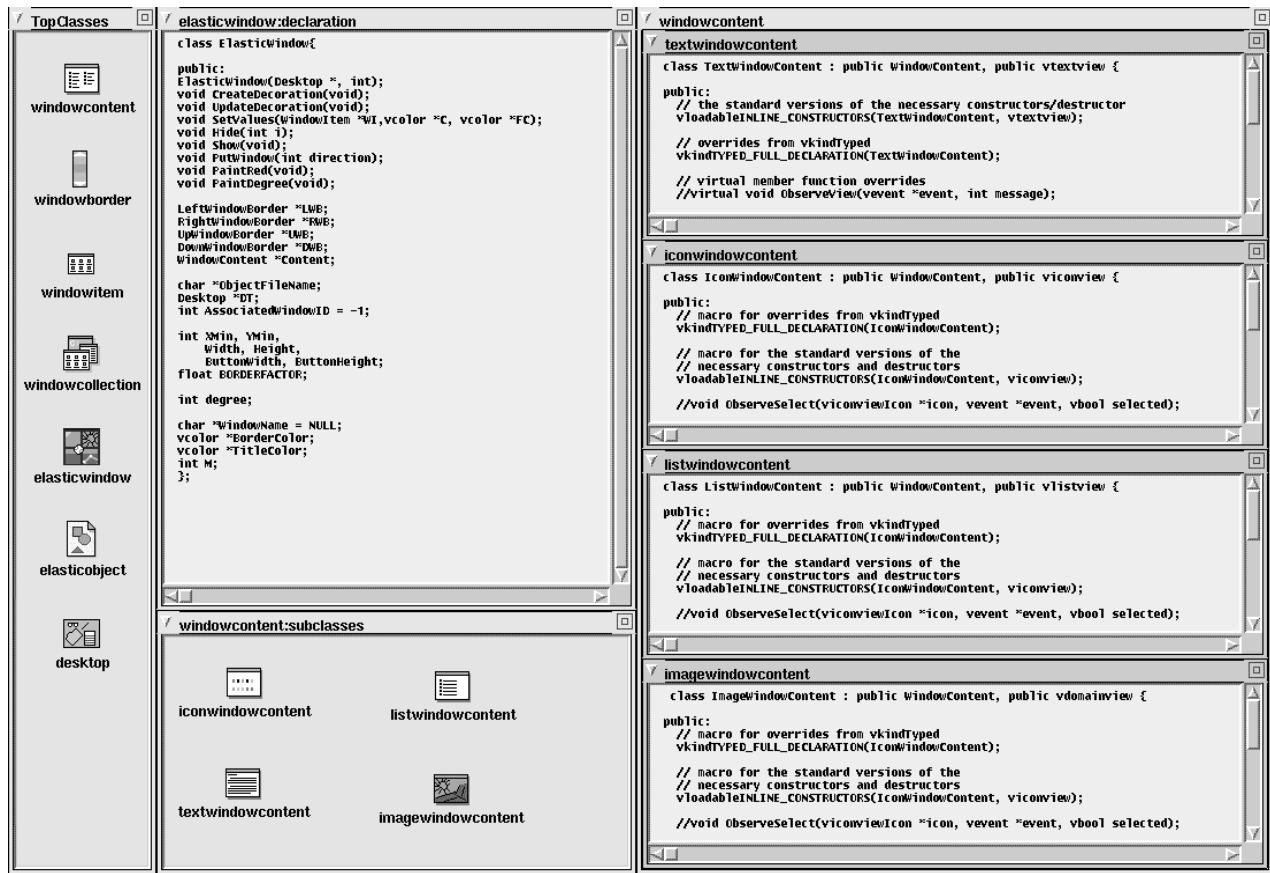 TopClasses
windowcontent
windowborder
windowitem
windowcollection
elasticwindow
elasticobject
desktop
elasticwindow:declaration
class ElasticWindow{
public:
ElasticWindow(Desktop *, int);
void CreateDecoration(void);
void UpdateDecoration(void);
void SetValues(WindowItem *WI,vcolor *C, vcolor *FC);
void Hide(int i);
void Show(void);
void PutWindow(int direction);
void PaintRed(void);
void PaintDegree(void);
LeftWindowBorder *LWB;
RightWindowBorder *RWB;
UpWindowBorder *UWB;
DownWindowBorder *DWB;
WindowContent *Content;
char *ObjectFileName;
Desktop *DT;
int AssociatedWindowID = -1;
int XMin, YMin,
Width, Height,
ButtonWidth, ButtonHeight;
float BORDERFACTOR;
int degree;
char *WindowName = NULL;
vcolor *BorderColor;
vcolor *TitleColor;
int M;
};
windowcontent:subclasses
iconwindowcontent
listwindowcontent
textwindowcontent
imagewindowcontent
windowcontent
textwindowcontent
class TextWindowContent : public WindowContent, public vtextview {
public:
// the standard versions of the necessary constructors/destructor
vloadableINLINE_CONSTRUCTORS(TextWindowContent, vtextview);
// overrides from vkindTyped
vkindTYPED_FULL_DECLARATION(TextWindowContent);
// virtual member function overrides
//virtual void ObserveView(vevent *event, int message);
iconwindowcontent
class IconWindowContent : public WindowContent, public viconview {
public:
// macro for overrides from vkindTyped
vkindTYPED_FULL_DECLARATION(IconWindowContent);
// macro for the standard versions of the
// necessary constructors and destructors
vloadableINLINE_CONSTRUCTORS(IconWindowContent, viconview);
//void ObserveSelect(viconviewIcon *icon, vevent *event, vbool selected);
listwindowcontent
class ListWindowContent : public WindowContent, public vlistview {
public:
// macro for overrides from vkindTyped
vkindTYPED_FULL_DECLARATION(IconWindowContent);
// macro for the standard versions of the
// necessary constructors and destructors
vloadableINLINE_CONSTRUCTORS(IconWindowContent, viconview);
//void ObserveSelect(viconviewIcon *icon, vevent *event, vbool selected);
imagewindowcontent
class ImageWindowContent : public WindowContent, public vdomainview {
public:
// macro for overrides from vkindTyped
vkindTYPED_FULL_DECLARATION(IconWindowContent);
// macro for the standard versions of the
// necessary constructors and destructors
vloadableINLINE_CONSTRUCTORS(IconWindowContent, viconview);
//void ObserveSelect(viconviewIcon *icon, vevent *event, vbool selected);